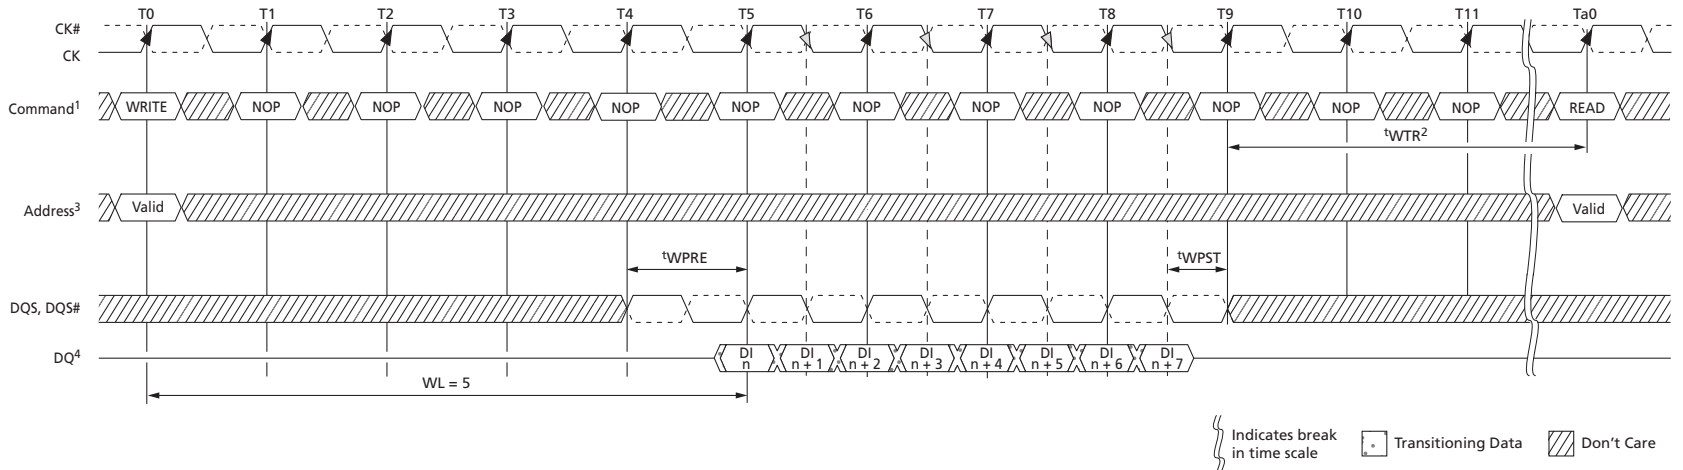 T0 T1 T2 T3 T4 T5 T6 T7 T8 T9 T10 T11 Ta0
CK#
CK
Command1 WRITE NOP NOP NOP NOP NOP NOP NOP NOP NOP NOP NOP READ
tWTR2
Address3 Valid Valid
tWPRE tWPST
DQS, DQS#
DQ4
DI n
DI n + 1
DI n + 2
DI n + 3
DI n + 4
DI n + 5
DI n + 6
DI n + 7
WL = 5
Indicates break
in time scale
Transitioning Data
Don't Care